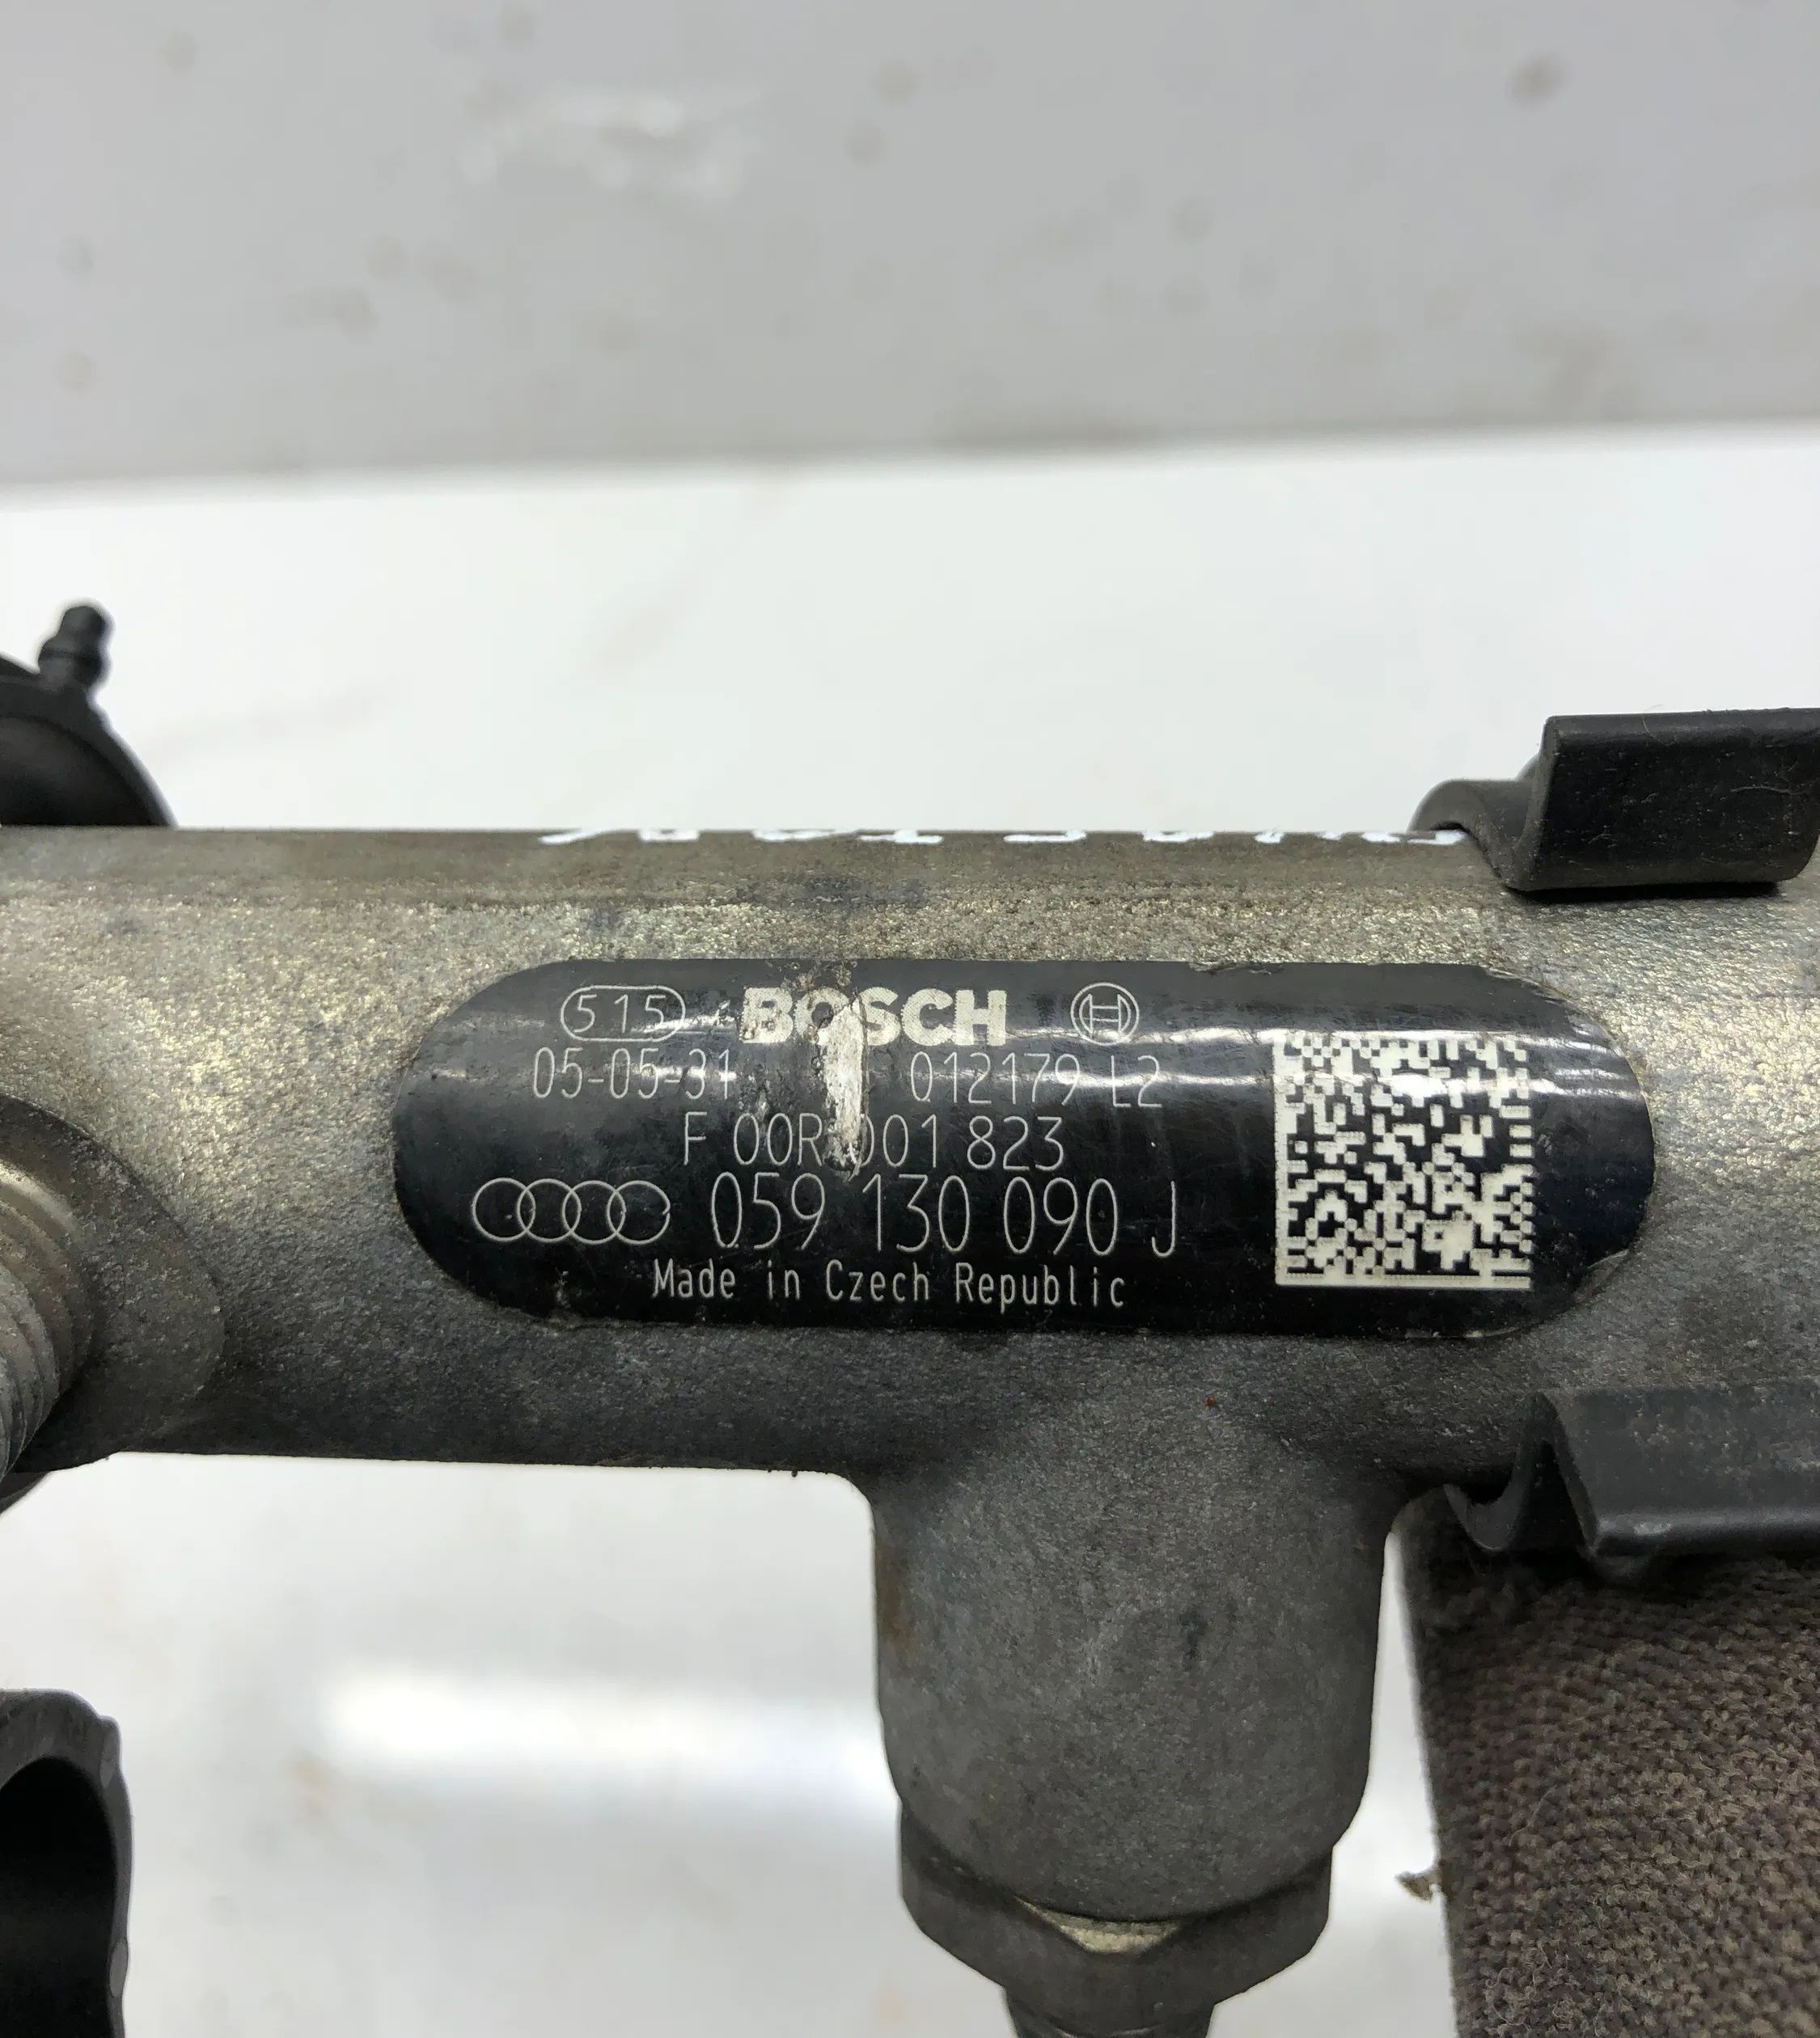 515 BOSCH
05-05-31 012179 L2
F 00R 001 823
059 130 090 J
Made in Czech Republic